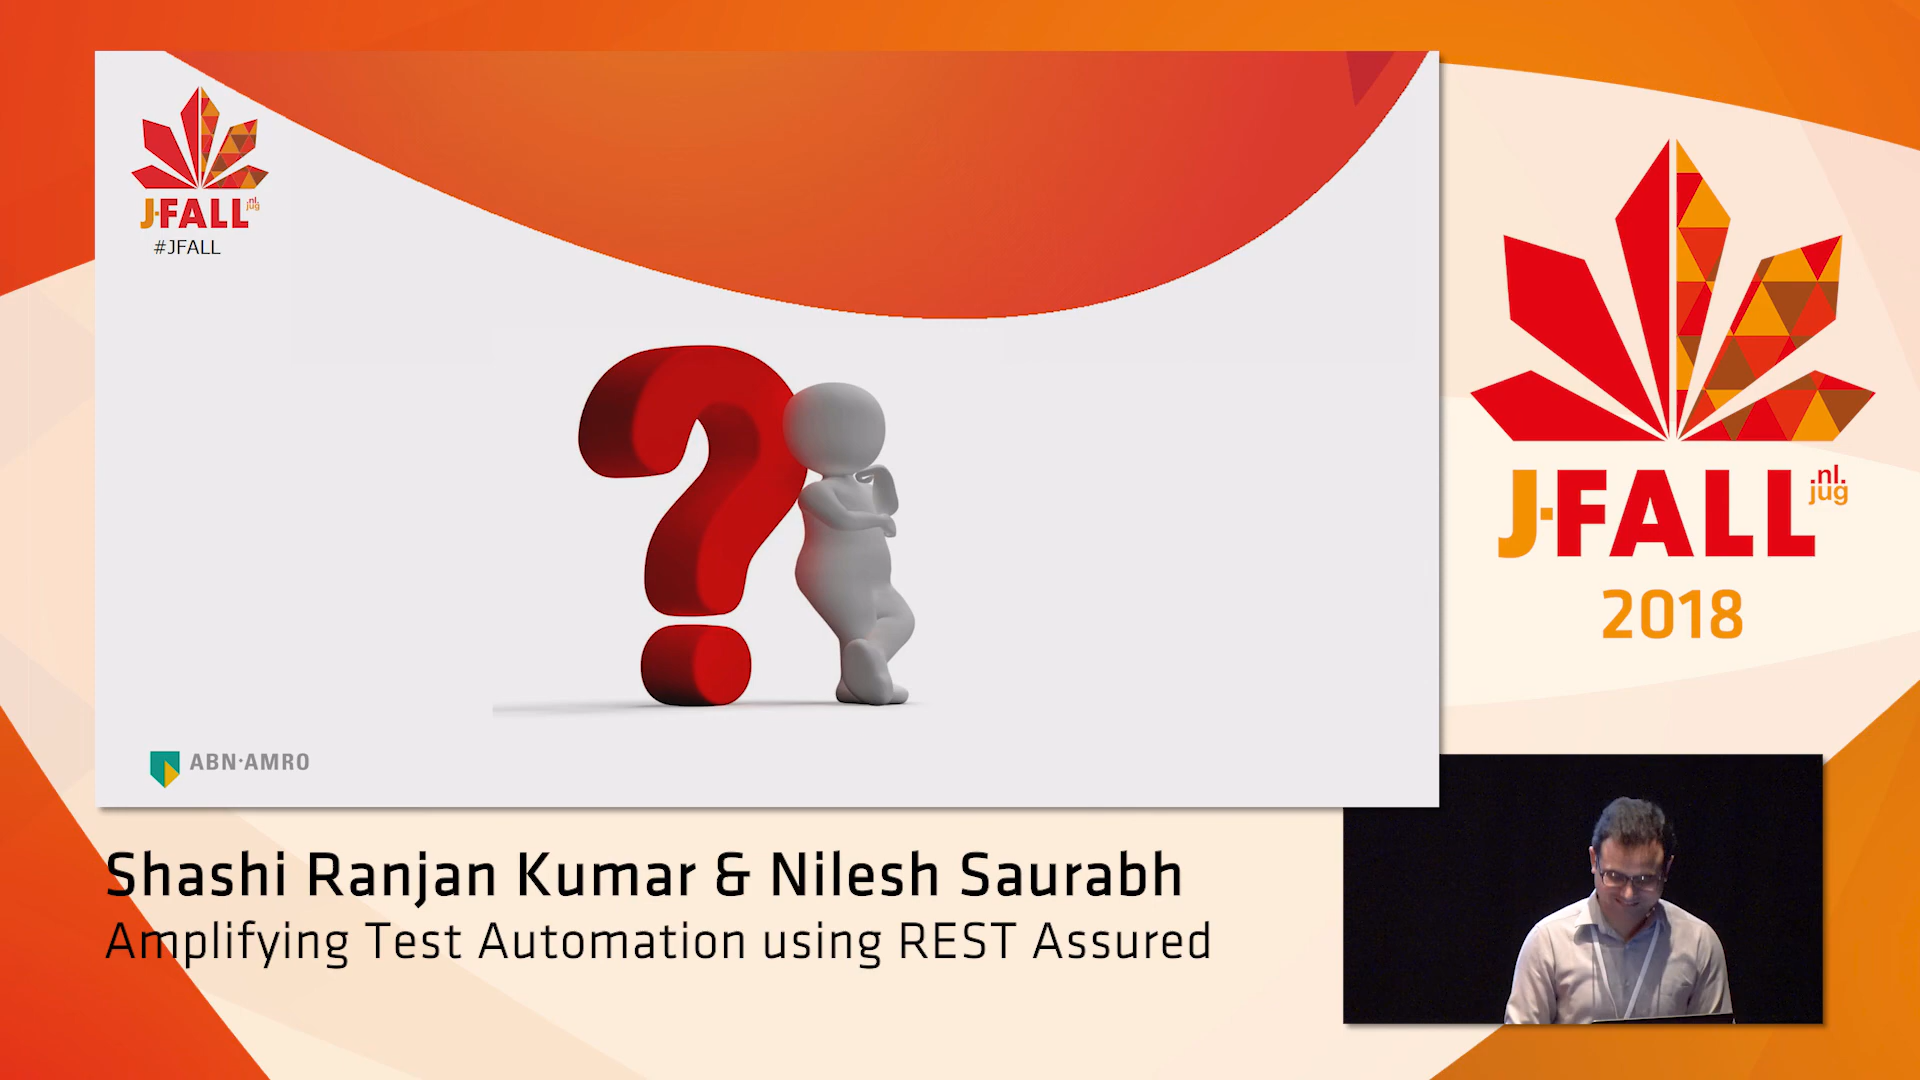 J-FALL
nl.
jug
#JFALL
ABN·AMRO
J·FALL
.nl.
jug
2018
Shashi Ranjan Kumar & Nilesh Saurabh
Amplifying Test Automation using REST Assured